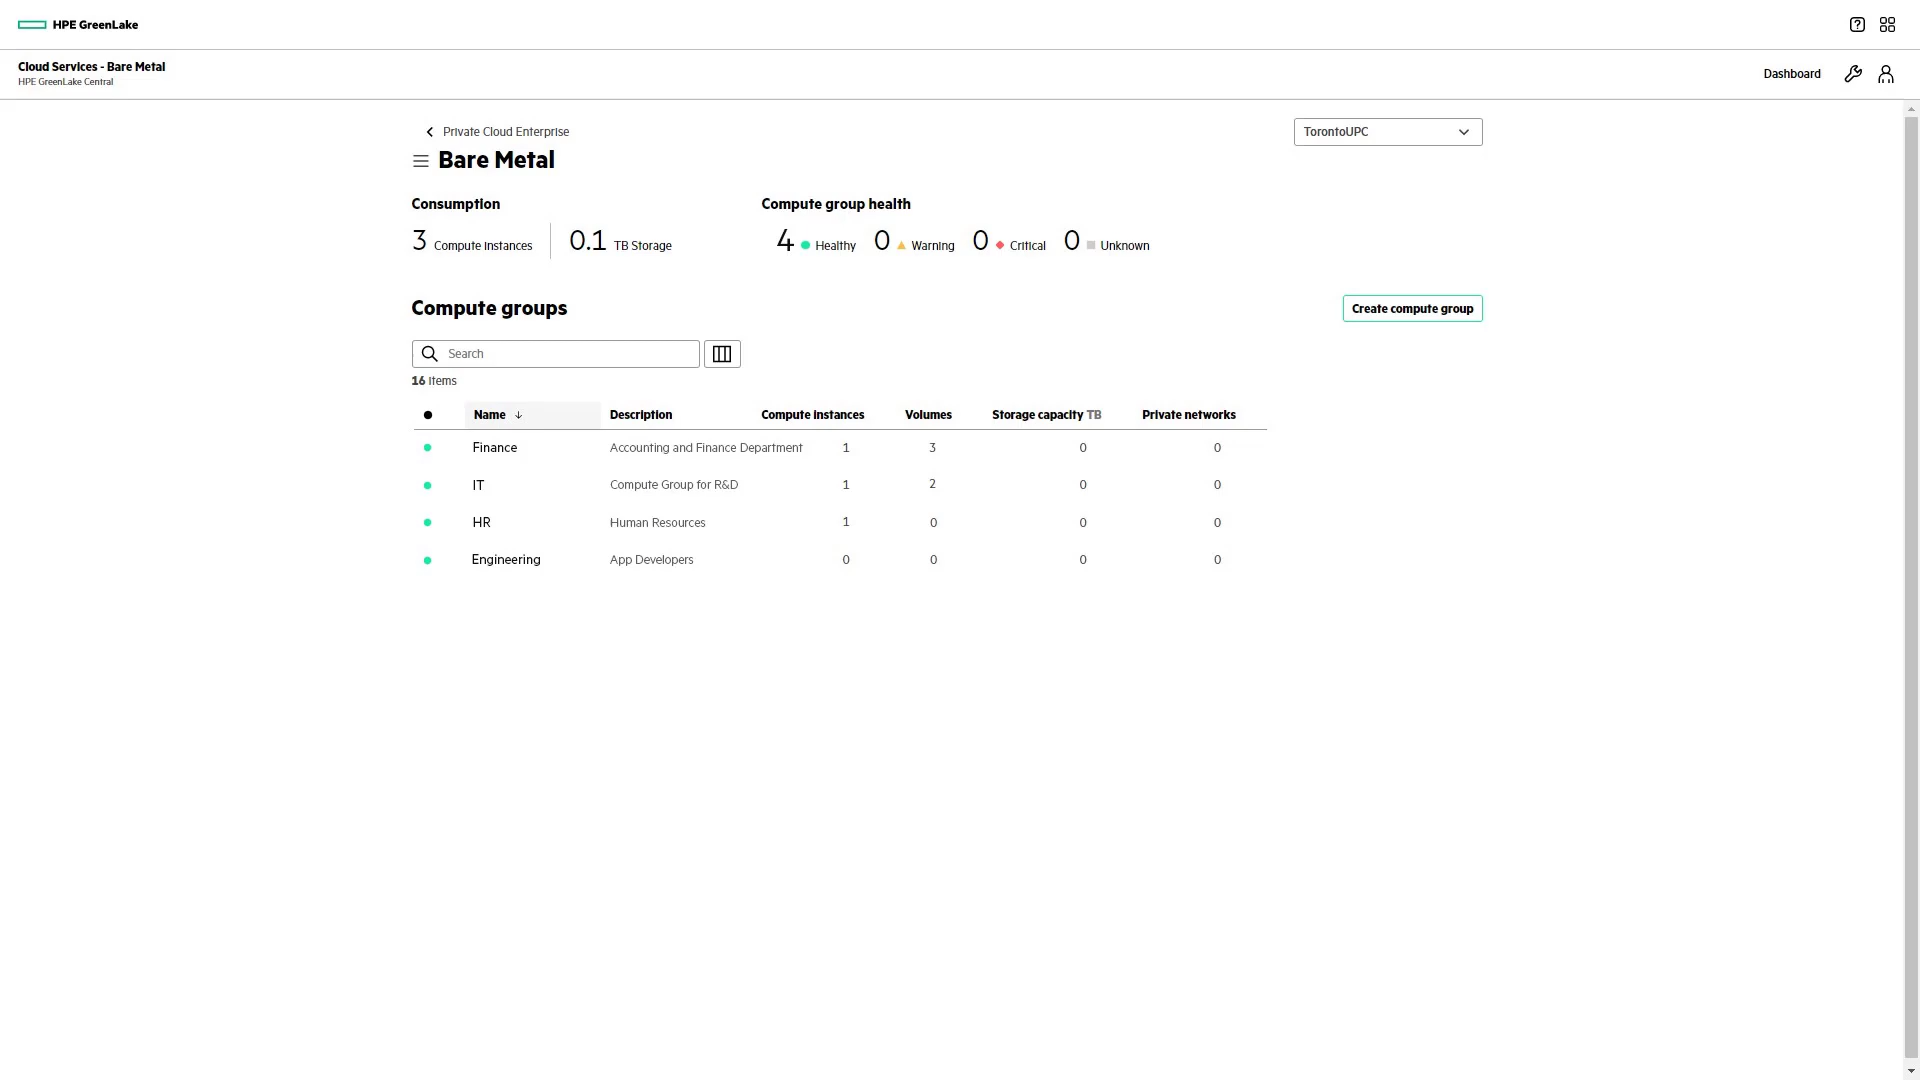 HPE GreenLake
Cloud Services - Bare Metal
HPE GreenLake Central
Dashboard
Private Cloud Enterprise
TorontoUPC
Bare Metal
Consumption
Compute group health
3 Compute Instances
0.1 TB Storage
4 Healthy
0 Warning
0 Critical
0 Unknown
Compute groups
Create compute group
Search
16 items
Name Description Compute instances Volumes Storage capacity TB Private networks
Finance Accounting and Finance Department 1 3 0 0
IT Compute Group for R&D 1 2 0 0
HR Human Resources 1 0 0 0
Engineering App Developers 0 0 0 0